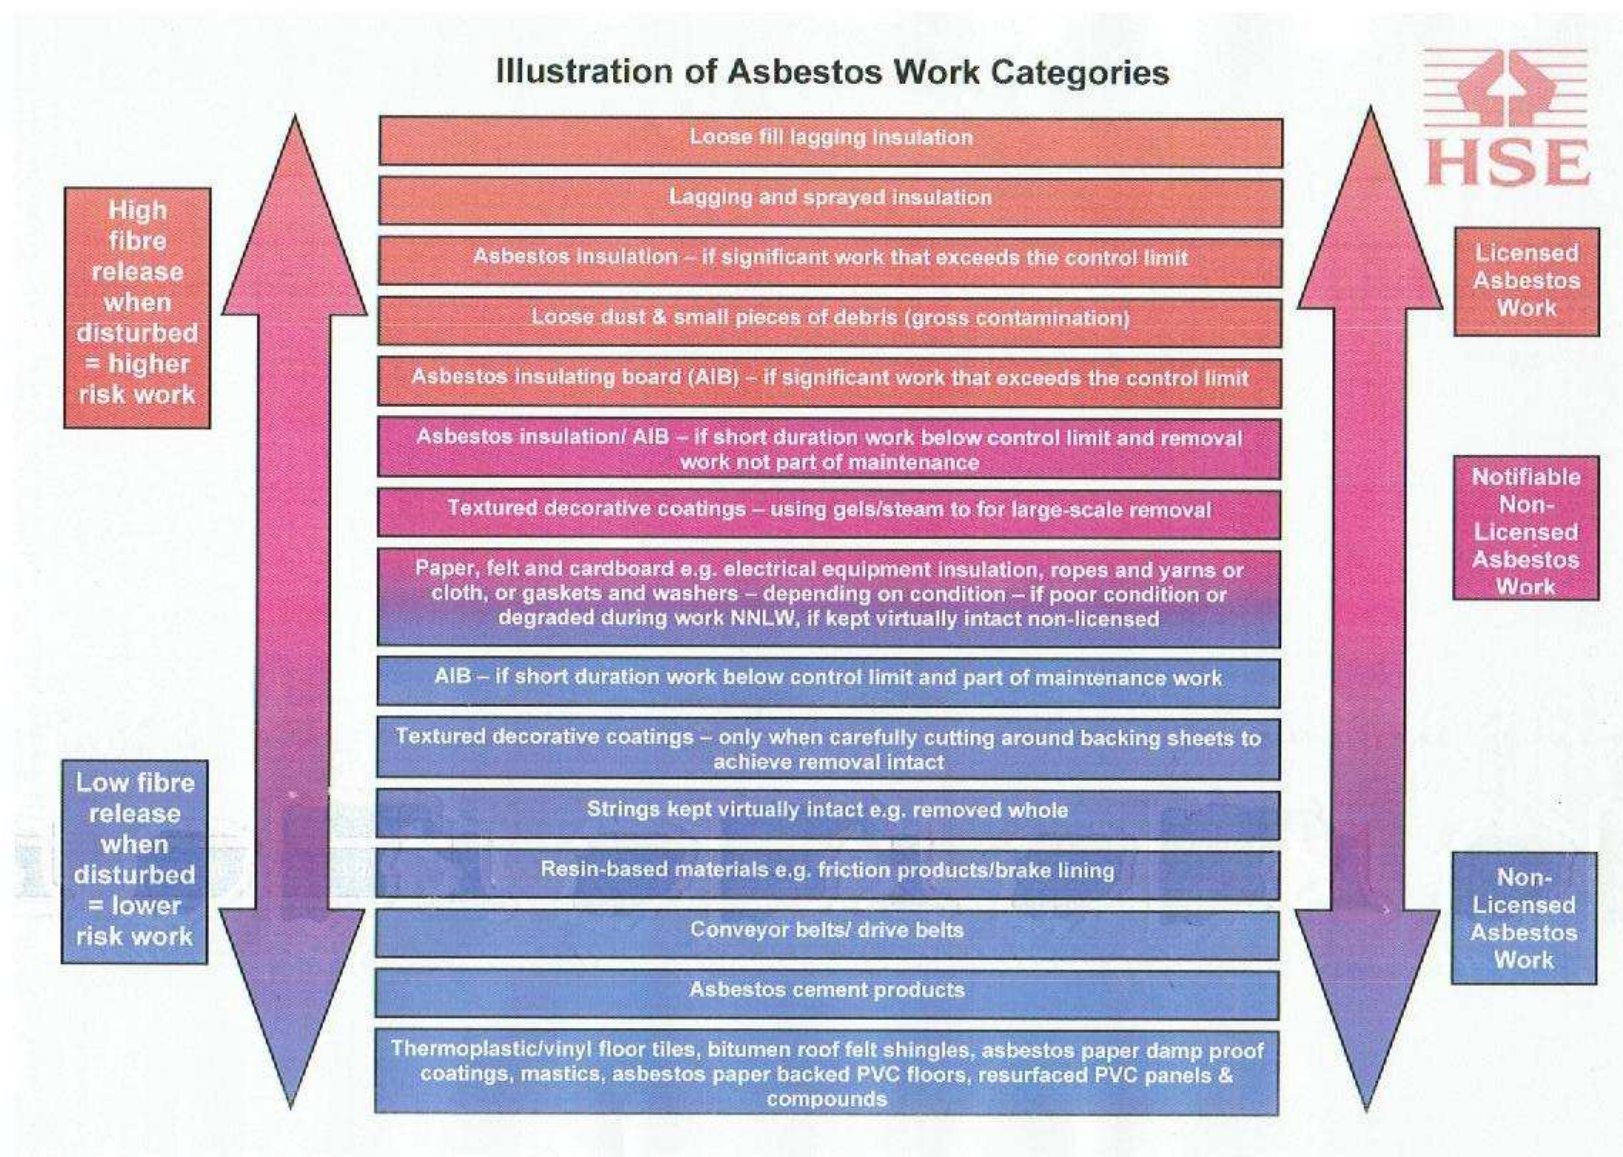 Illustration of Asbestos Work Categories
HSE
High
fibre
release
when
disturbed
= higher
risk work
Low fibre
release
when
disturbed
= lower
risk work
Loose fill lagging insulation
Lagging and sprayed insulation
Asbestos insulation – if significant work that exceeds the control limit
Loose dust & small pieces of debris (gross contamination)
Asbestos insulating board (AIB) – if significant work that exceeds the control limit
Asbestos insulation/ AIB – if short duration work below control limit and removal
work not part of maintenance
Textured decorative coatings – using gels/steam to for large-scale removal
Paper, felt and cardboard e.g. electrical equipment insulation, ropes and yarns or
cloth, or gaskets and washers – depending on condition – if poor condition or
degraded during work NNLW, if kept virtually intact non-licensed
AIB – if short duration work below control limit and part of maintenance work
Textured decorative coatings – only when carefully cutting around backing sheets to
achieve removal intact
Strings kept virtually intact e.g. removed whole
Resin-based materials e.g. friction products/brake lining
Conveyor belts/ drive belts
Asbestos cement products
Thermoplastic/vinyl floor tiles, bitumen roof felt shingles, asbestos paper damp proof
coatings, mastics, asbestos paper backed PVC floors, resurfaced PVC panels &
compounds
Licensed
Asbestos
Work
Notifiable
Non-
Licensed
Asbestos
Work
Non-
Licensed
Asbestos
Work